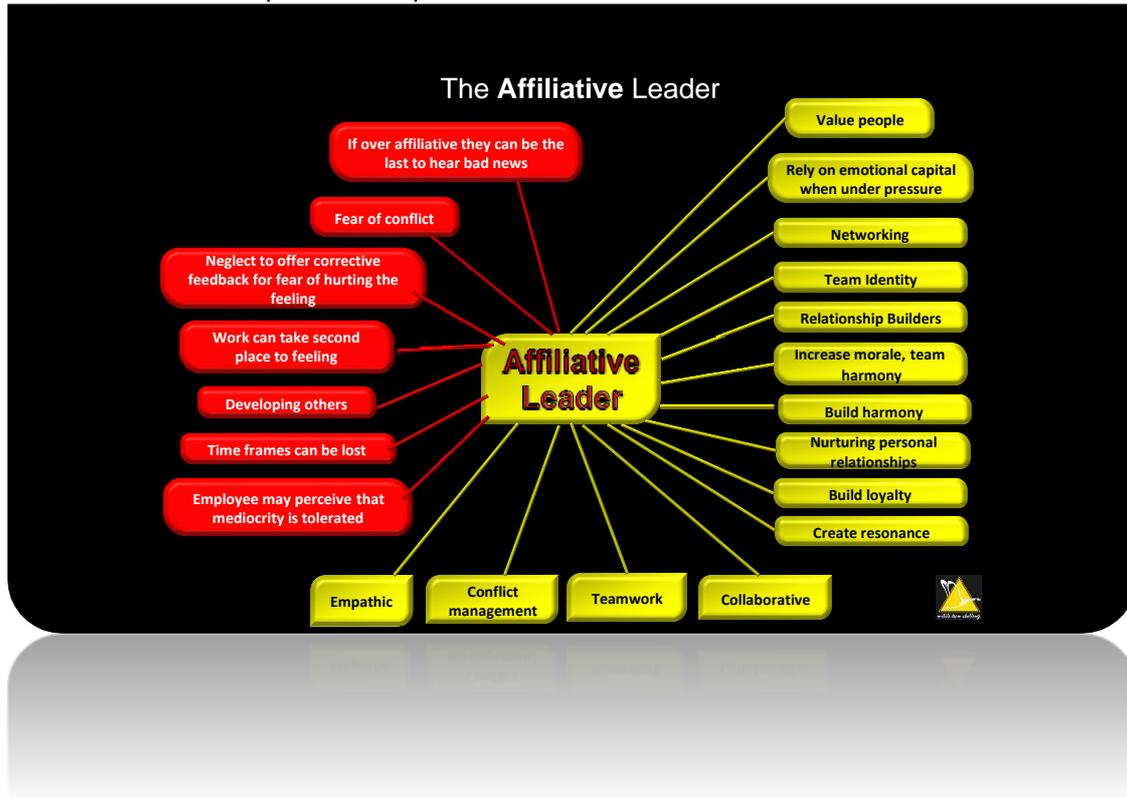 The Affiliative Leader
If over affiliative they can be the
last to hear bad news
Fear of conflict
Neglect to offer corrective
feedback for fear of hurting the
feeling
Work can take second
place to feeling
Developing others
Time frames can be lost
Employee may perceive that
mediocrity is tolerated
Affiliative
Leader
Value people
Rely on emotional capital
when under pressure
Networking
Team Identity
Relationship Builders
Increase morale, team
harmony
Build harmony
Nurturing personal
relationships
Build loyalty
Create resonance
Empathic
Conflict
management
Teamwork
Collaborative